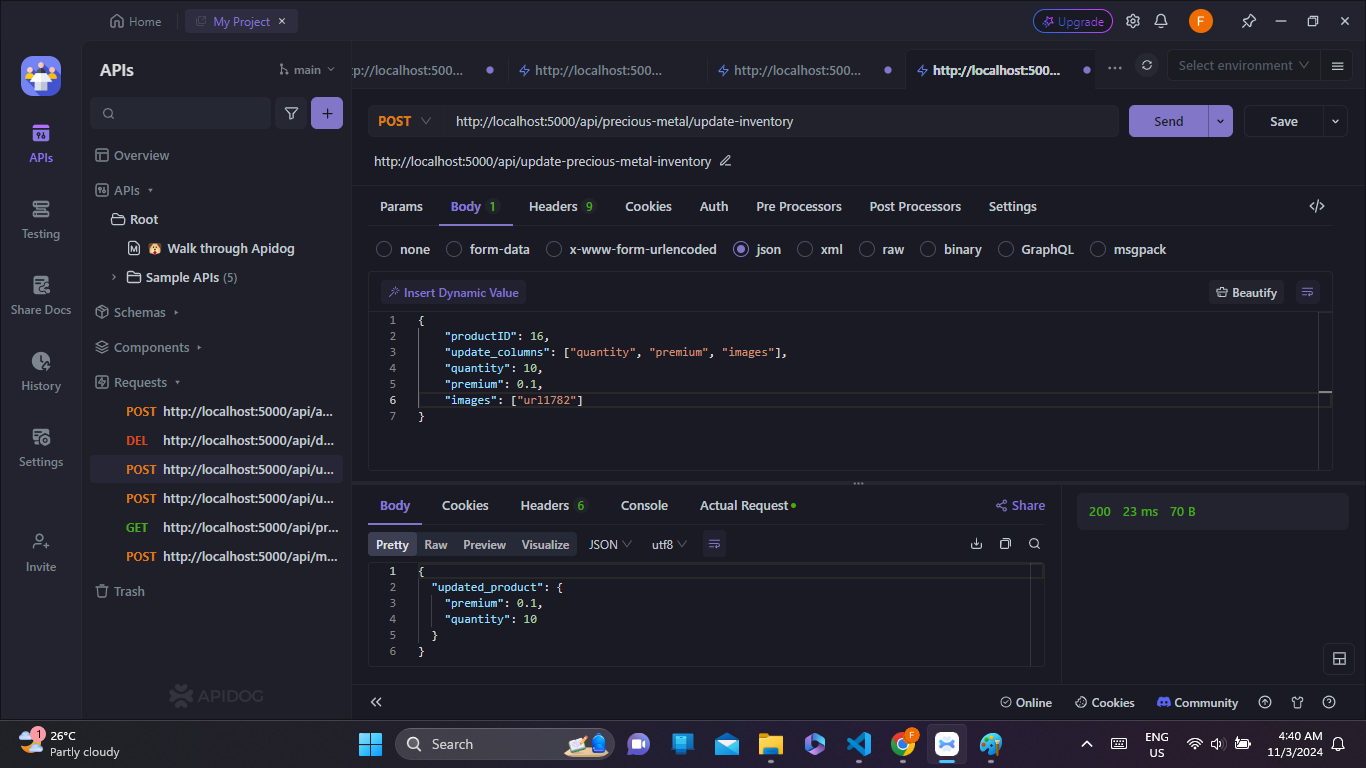 Home
My Project
Upgrade
F
APIs
main
tp://localhost:500...
http://localhost:500...
http://localhost:500...
http://localhost:500...
Select environment
APIs
Testing
Share Docs
History
Settings
Invite
Overview
APIs
Root
Walk through Apidog
Sample APIs (5)
Schemas
Components
Requests
POST http://localhost:5000/api/a...
DEL http://localhost:5000/api/d...
POST http://localhost:5000/api/u...
POST http://localhost:5000/api/u...
GET http://localhost:5000/api/pr...
POST http://localhost:5000/api/m...
Trash
APIDOG
POST http://localhost:5000/api/precious-metal/update-inventory
Send
Save
http://localhost:5000/api/update-precious-metal-inventory
Params Body 1 Headers 9 Cookies Auth Pre Processors Post Processors Settings
none form-data x-www-form-urlencoded json xml raw binary GraphQL msgpack
Insert Dynamic Value
Beautify
1 {
2 "productID": 16,
3 "update_columns": ["quantity", "premium", "images"],
4 "quantity": 10,
5 "premium": 0.1,
6 "images": ["url1782"]
7 }
Body Cookies Headers 6 Console Actual Request
Share
200 23 ms 70 B
Pretty Raw Preview Visualize JSON utf8
1 {
2 "updated_product": {
3 "premium": 0.1,
4 "quantity": 10
5 }
6 }
Online Cookies Community
1
26°C
Partly cloudy
Search
F
ENG
US
4:40 AM
11/3/2024